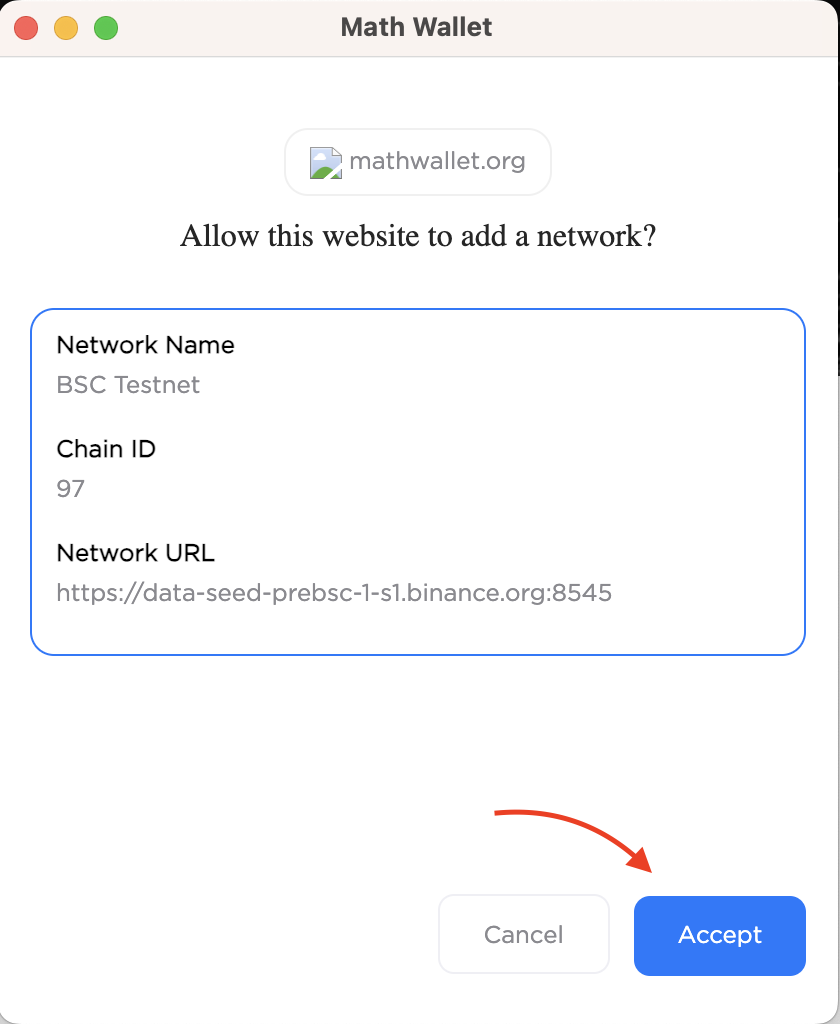 Math Wallet
mathwallet.org
Allow this website to add a network?
Network Name
BSC Testnet
Chain ID
97
Network URL
https://data-seed-prebsc-1-s1.binance.org:8545
Cancel
Accept